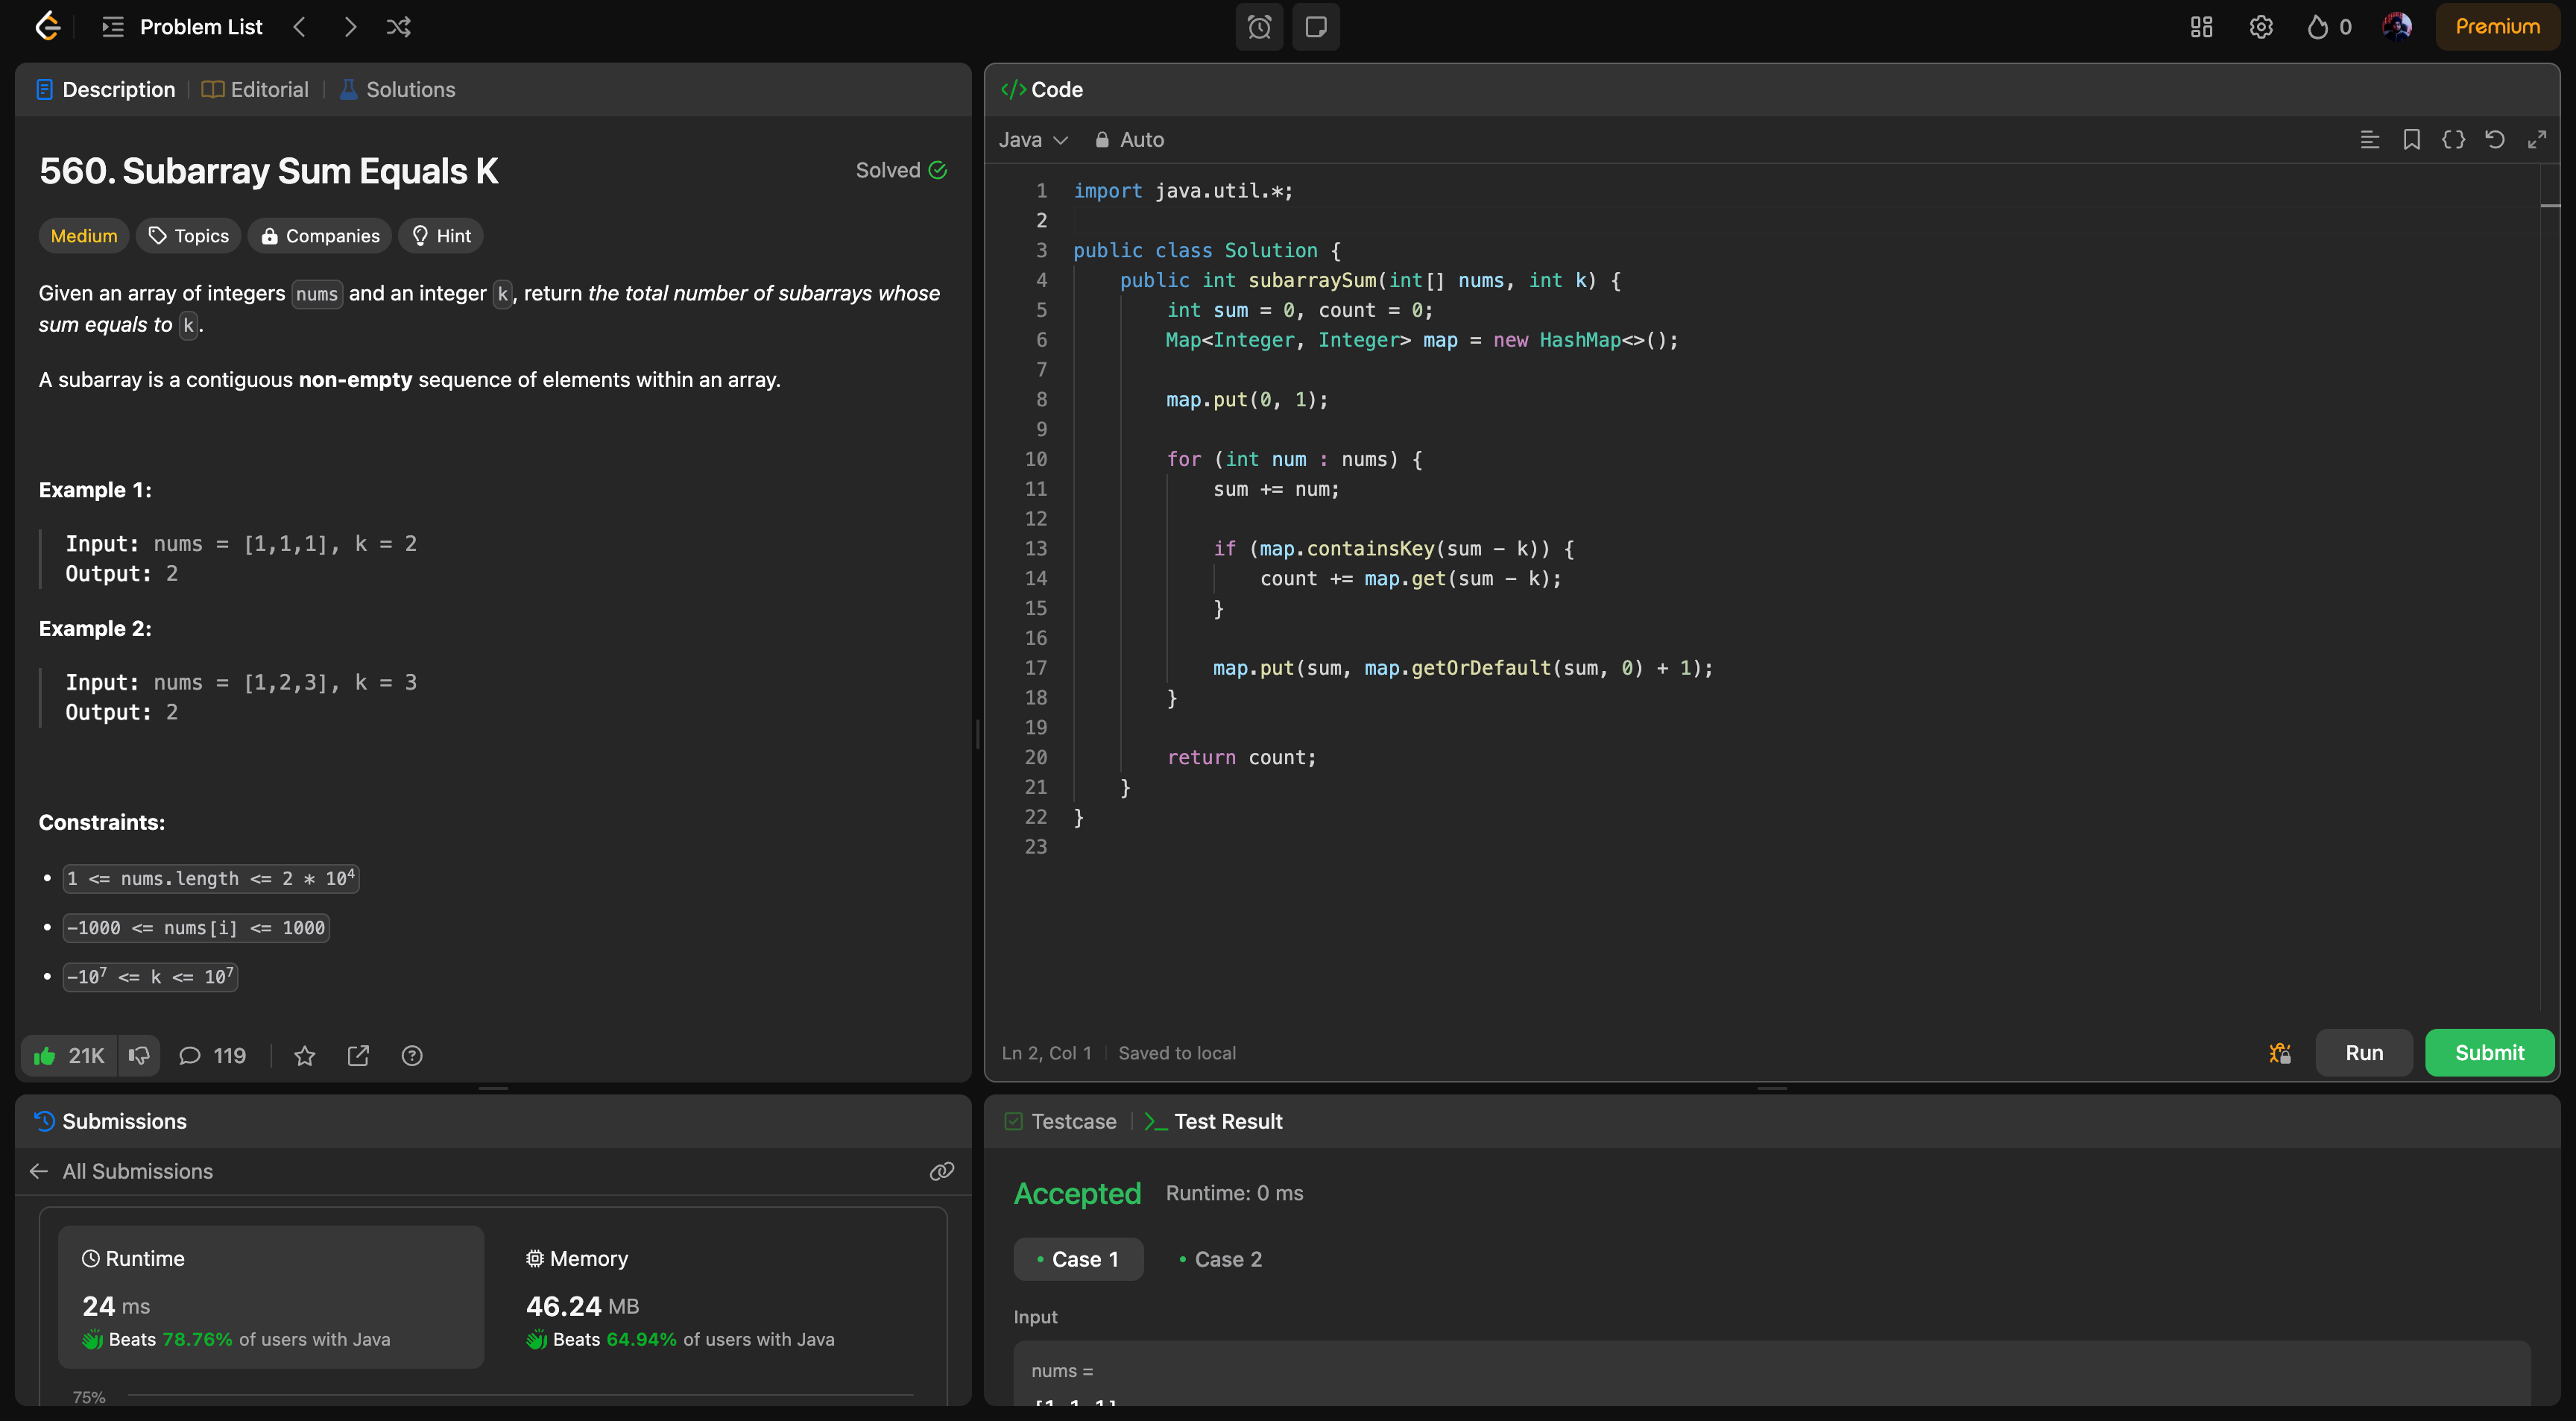 Problem List
0
Premium
Description
Editorial
Solutions
560. Subarray Sum Equals K
Solved
Medium
Topics
Companies
Hint
Given an array of integers nums and an integer k, return the total number of subarrays whose
sum equals to k.
A subarray is a contiguous non-empty sequence of elements within an array.
Example 1:
Input: nums = [1,1,1], k = 2
Output: 2
Example 2:
Input: nums = [1,2,3], k = 3
Output: 2
Constraints:
• 1 <= nums.length <= 2 * 10⁴
• -1000 <= nums[i] <= 1000
• -10⁷ <= k <= 10⁷
21K
119
</> Code
Java
Auto
1 import java.util.*;
2
3 public class Solution {
4     public int subarraySum(int[] nums, int k) {
5         int sum = 0, count = 0;
6         Map<Integer, Integer> map = new HashMap<>();
7
8         map.put(0, 1);
9
10         for (int num : nums) {
11             sum += num;
12
13             if (map.containsKey(sum - k)) {
14                 count += map.get(sum - k);
15             }
16
17             map.put(sum, map.getOrDefault(sum, 0) + 1);
18         }
19
20         return count;
21     }
22 }
23
Ln 2, Col 1
Saved to local
Run
Submit
Submissions
All Submissions
Runtime
24 ms
Beats 78.76% of users with Java
Memory
46.24 MB
Beats 64.94% of users with Java
75%
Testcase
Test Result
Accepted
Runtime: 0 ms
• Case 1
• Case 2
Input
nums =
[1,1,1]